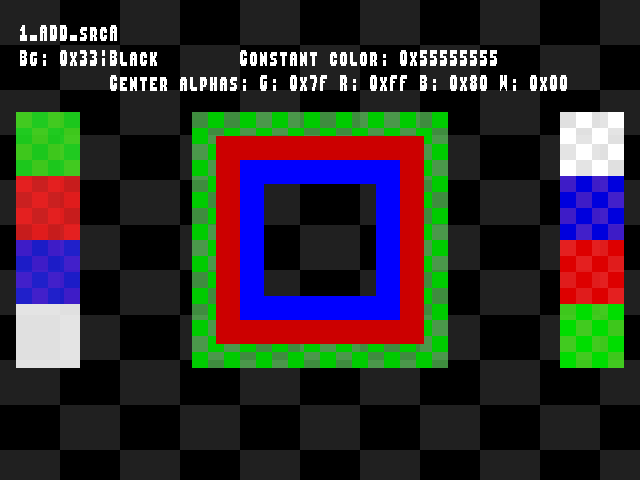 1_ADD_srcA
Bg: 0x33¦Black Constant color: 0x55555555
Center alphas: G: 0x7f R: 0xff B: 0x80 W: 0x00